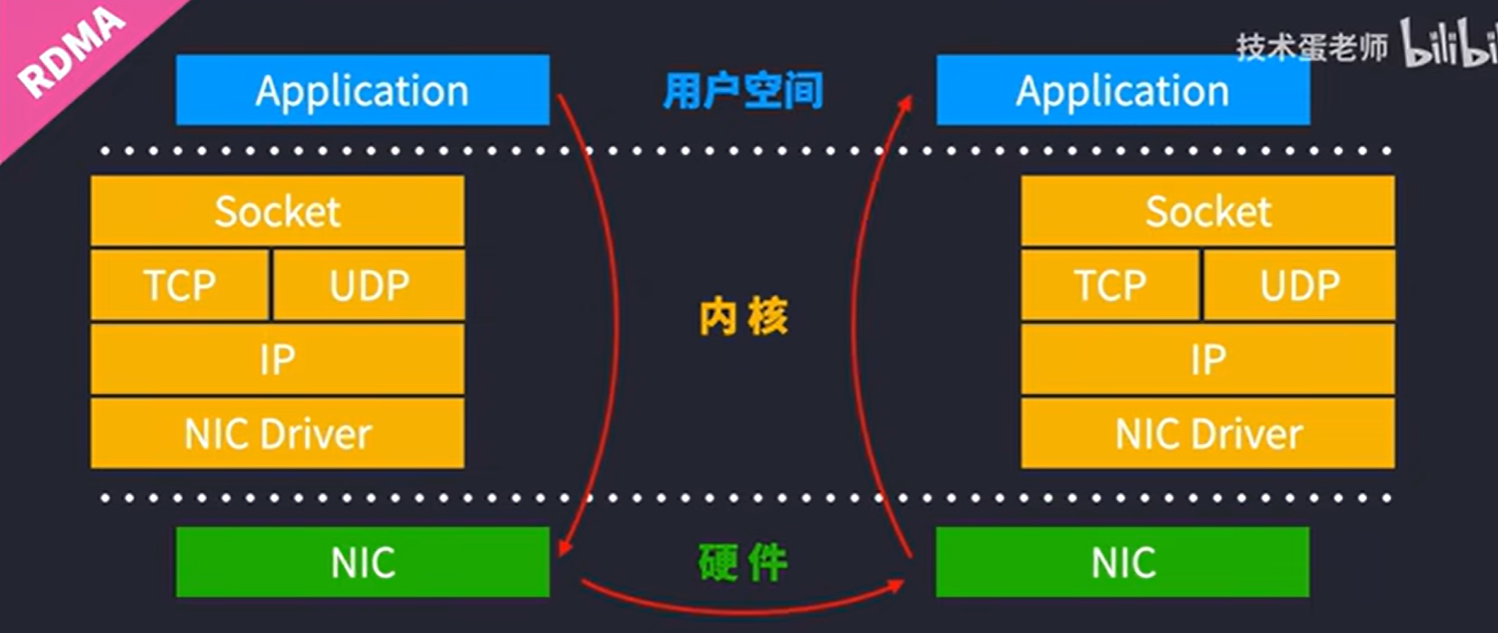 RDMA
技术蛋老师 bilibi
Application 用户空间 Application
Socket Socket
TCP UDP TCP UDP
内核
IP IP
NIC Driver NIC Driver
NIC 硬件 NIC